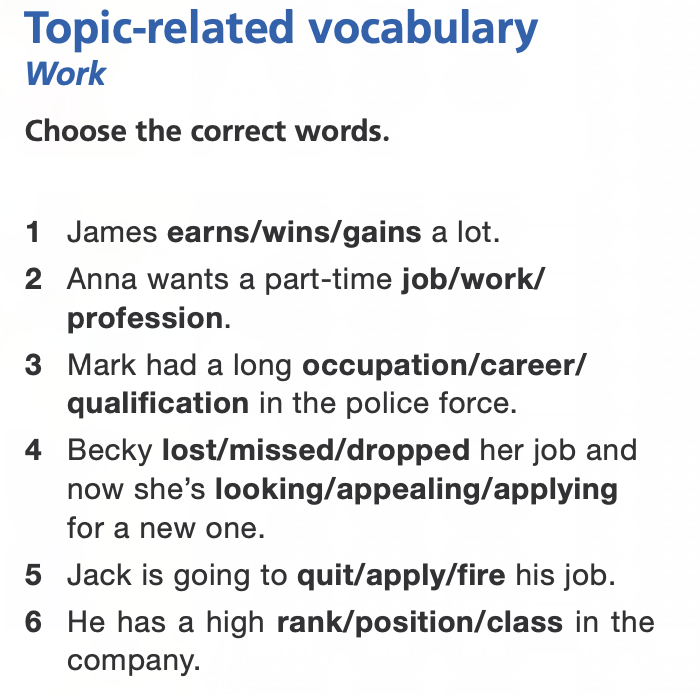 Topic-related vocabulary
Work
Choose the correct words.
1 James earns/wins/gains a lot.
2 Anna wants a part-time job/work/
profession.
3 Mark had a long occupation/career/
qualification in the police force.
4 Becky lost/missed/dropped her job and
now she’s looking/appealing/applying
for a new one.
5 Jack is going to quit/apply/fire his job.
6 He has a high rank/position/class in the
company.